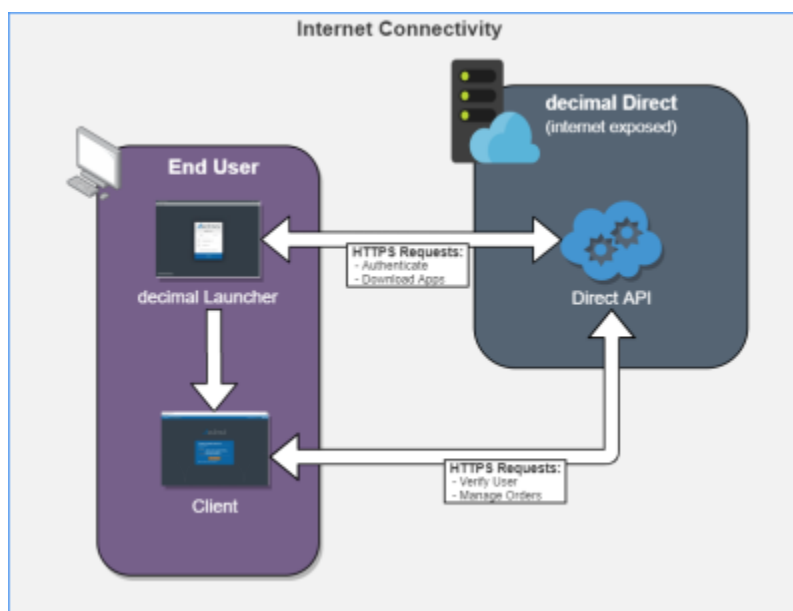 Internet Connectivity
decimal Direct
(internet exposed)
End User
HTTPS Requests:
- Authenticate
- Download Apps
decimal Launcher
Direct API
HTTPS Requests:
- Verify User
- Manage Orders
Client